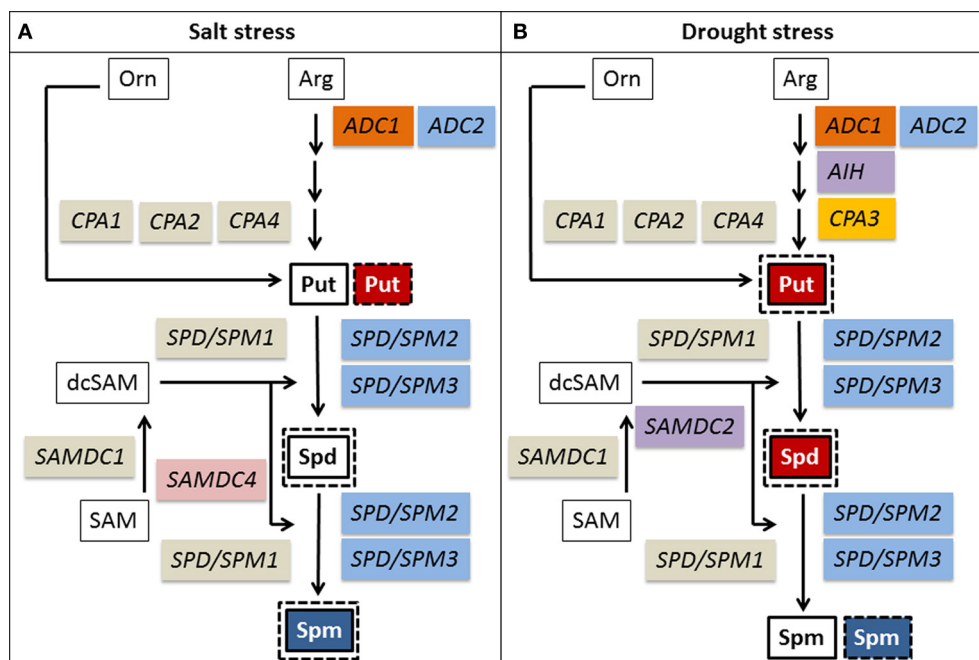 A Salt stress
Orn Arg
ADC1 ADC2
CPA1 CPA2 CPA4
Put Put
SPD/SPM1 SPD/SPM2
dcSAM SPD/SPM3
SAMDC1 SAMDC4 Spd
SAM SPD/SPM2
SPD/SPM1 SPD/SPM3
Spm
B Drought stress
Orn Arg
ADC1 ADC2
AIH
CPA1 CPA2 CPA4 CPA3
Put
SPD/SPM1 SPD/SPM2
dcSAM SPD/SPM3
SAMDC2
SAMDC1 Spd
SAM SPD/SPM2
SPD/SPM1 SPD/SPM3
Spm Spm